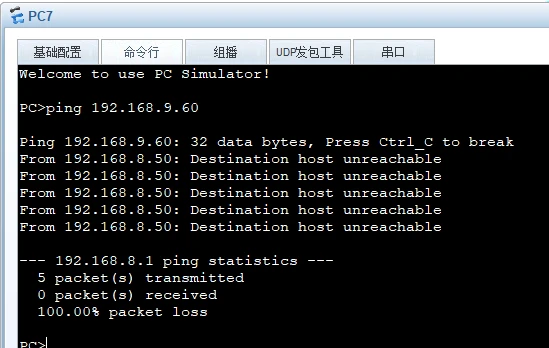 PC7
基础配置 命令行 组播 UDP发包工具 串口
Welcome to use PC Simulator!
PC>ping 192.168.9.60
Ping 192.168.9.60: 32 data bytes, Press Ctrl_C to break
From 192.168.8.50: Destination host unreachable
From 192.168.8.50: Destination host unreachable
From 192.168.8.50: Destination host unreachable
From 192.168.8.50: Destination host unreachable
From 192.168.8.50: Destination host unreachable
--- 192.168.8.1 ping statistics ---
5 packet(s) transmitted
0 packet(s) received
100.00% packet loss
PC>